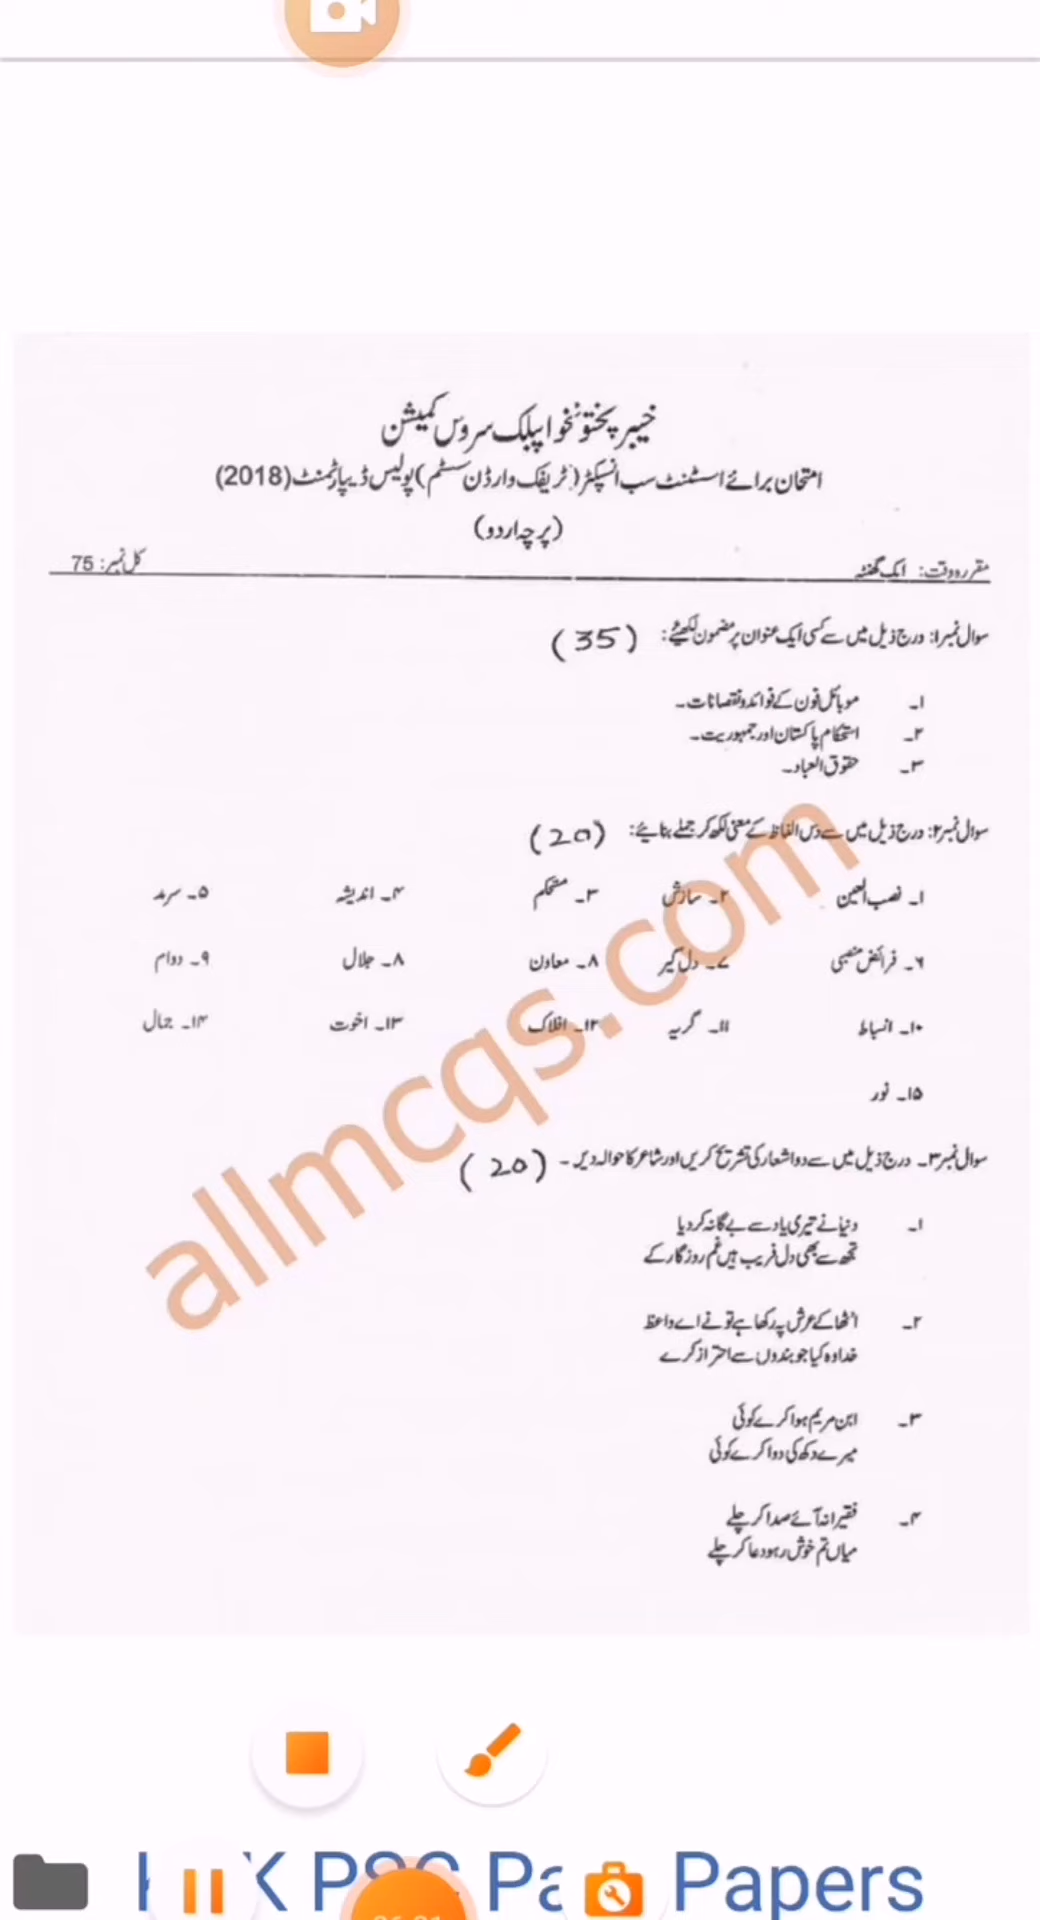 خیبر پختونخوا پبلک سروس کمیشن
امتحان برائے اسسٹنٹ سب انسپکٹر (ٹریفک وارڈن سسٹم) پولیس ڈیپارٹمنٹ (2018)
(پرچہ اردو)
مقررہ وقت: ایک گھنٹہ کل نمبر: 75
سوال نمبر۱: درج ذیل میں سے کسی ایک عنوان پر مضمون لکھیئے: (35)
۱۔ موبائل فون کے فوائد و نقصانات۔
۲۔ استحکام پاکستان اور جمہوریت۔
۳۔ حقوق العباد۔
سوال نمبر۲: درج ذیل میں سے دس الفاظ کے معنی لکھ کر جملے بنائیے: (20)
۱۔ نصب العین ۲۔ سازش ۳۔ مستحکم ۴۔ اندیشہ ۵۔ سرمد
۶۔ فرائض منصبی ۷۔ دل گیر ۸۔ معاون ۸۔ جلال ۹۔ دوام
۱۰۔ انبساط ۱۱۔ گریہ ۱۲۔ افلاک ۱۳۔ اخوت ۱۴۔ جمال
۱۵۔ نور
سوال نمبر۳۔ درج ذیل میں سے دو اشعار کی تشریح کریں اور شاعر کا حوالہ دیں۔ (20)
۱۔ دنیا نے تیری یاد سے بے گانہ کر دیا
تجھ سے بھی دل فریب ہیں غم روزگار کے
۲۔ اٹھا کے عرش پہ رکھا ہے تو نے اے واعظ
خدا وہ کیا جو بندوں سے احتراز کرے
۳۔ ابن مریم ہوا کرے کوئی
میرے دکھ کی دوا کرے کوئی
۴۔ فقیرانہ آئے صدا کر چلے
میاں تم خوش رہو دعا کر چلے
allmcqs.com
Papers